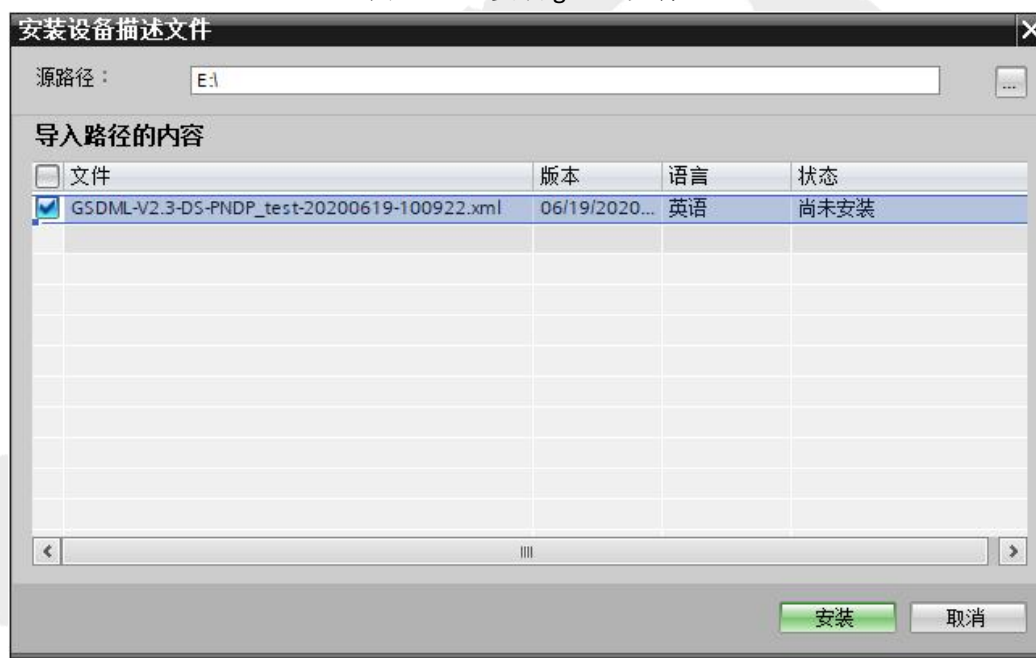 安装设备描述文件
源路径： E:\ ...
导入路径的内容
文件 版本 语言 状态
GSDML-V2.3-DS-PNDP_test-20200619-100922.xml 06/19/2020... 英语 尚未安装
安装 取消